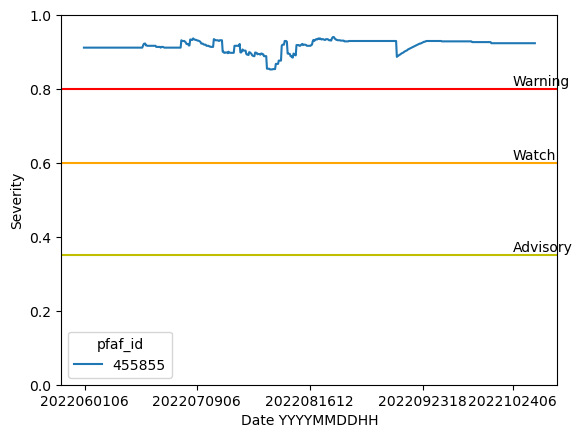 1.0
0.8
0.6
0.4
0.2
0.0
Severity
Warning
Watch
Advisory
pfaf_id
455855
2022060106
2022070906
2022081612
2022092318
2022102406
Date YYYYMMDDHH